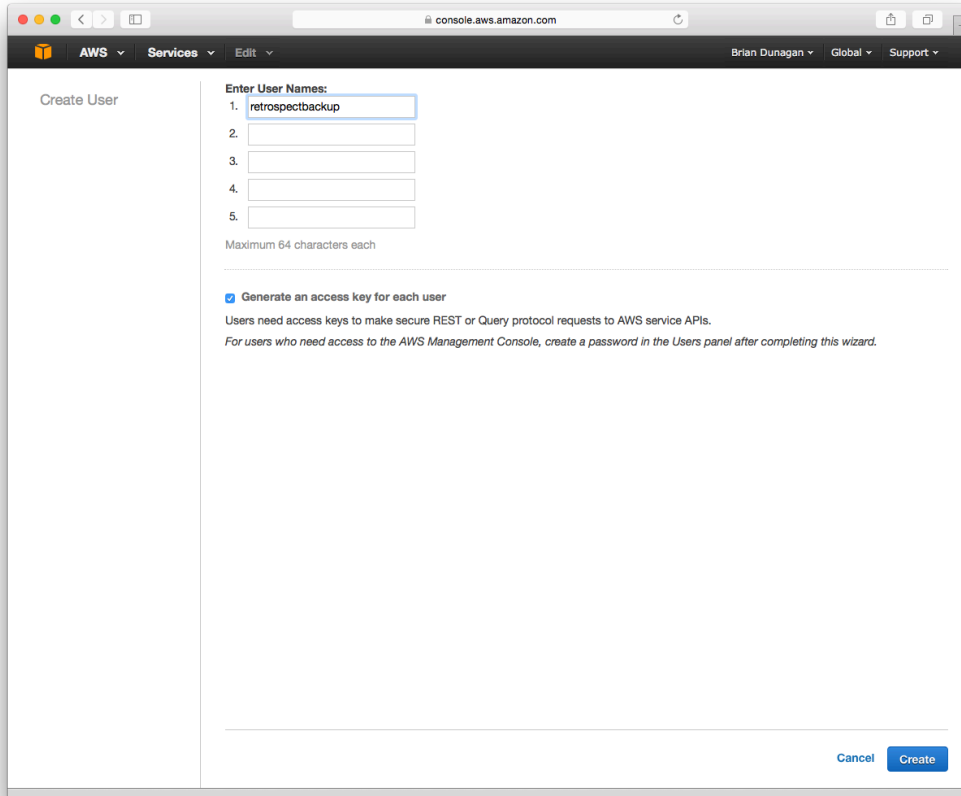 console.aws.amazon.com
AWS Services Edit Brian Dunagan Global Support
Create User
Enter User Names:
1. retrospectbackup
2.
3.
4.
5.
Maximum 64 characters each
Generate an access key for each user
Users need access keys to make secure REST or Query protocol requests to AWS service APIs.
For users who need access to the AWS Management Console, create a password in the Users panel after completing this wizard.
Cancel Create